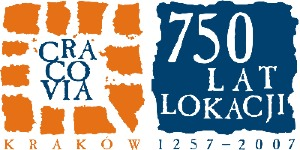 CRA
CO
VIA
KRAKÓW
750
LAT
LOKACJI
1257-2007